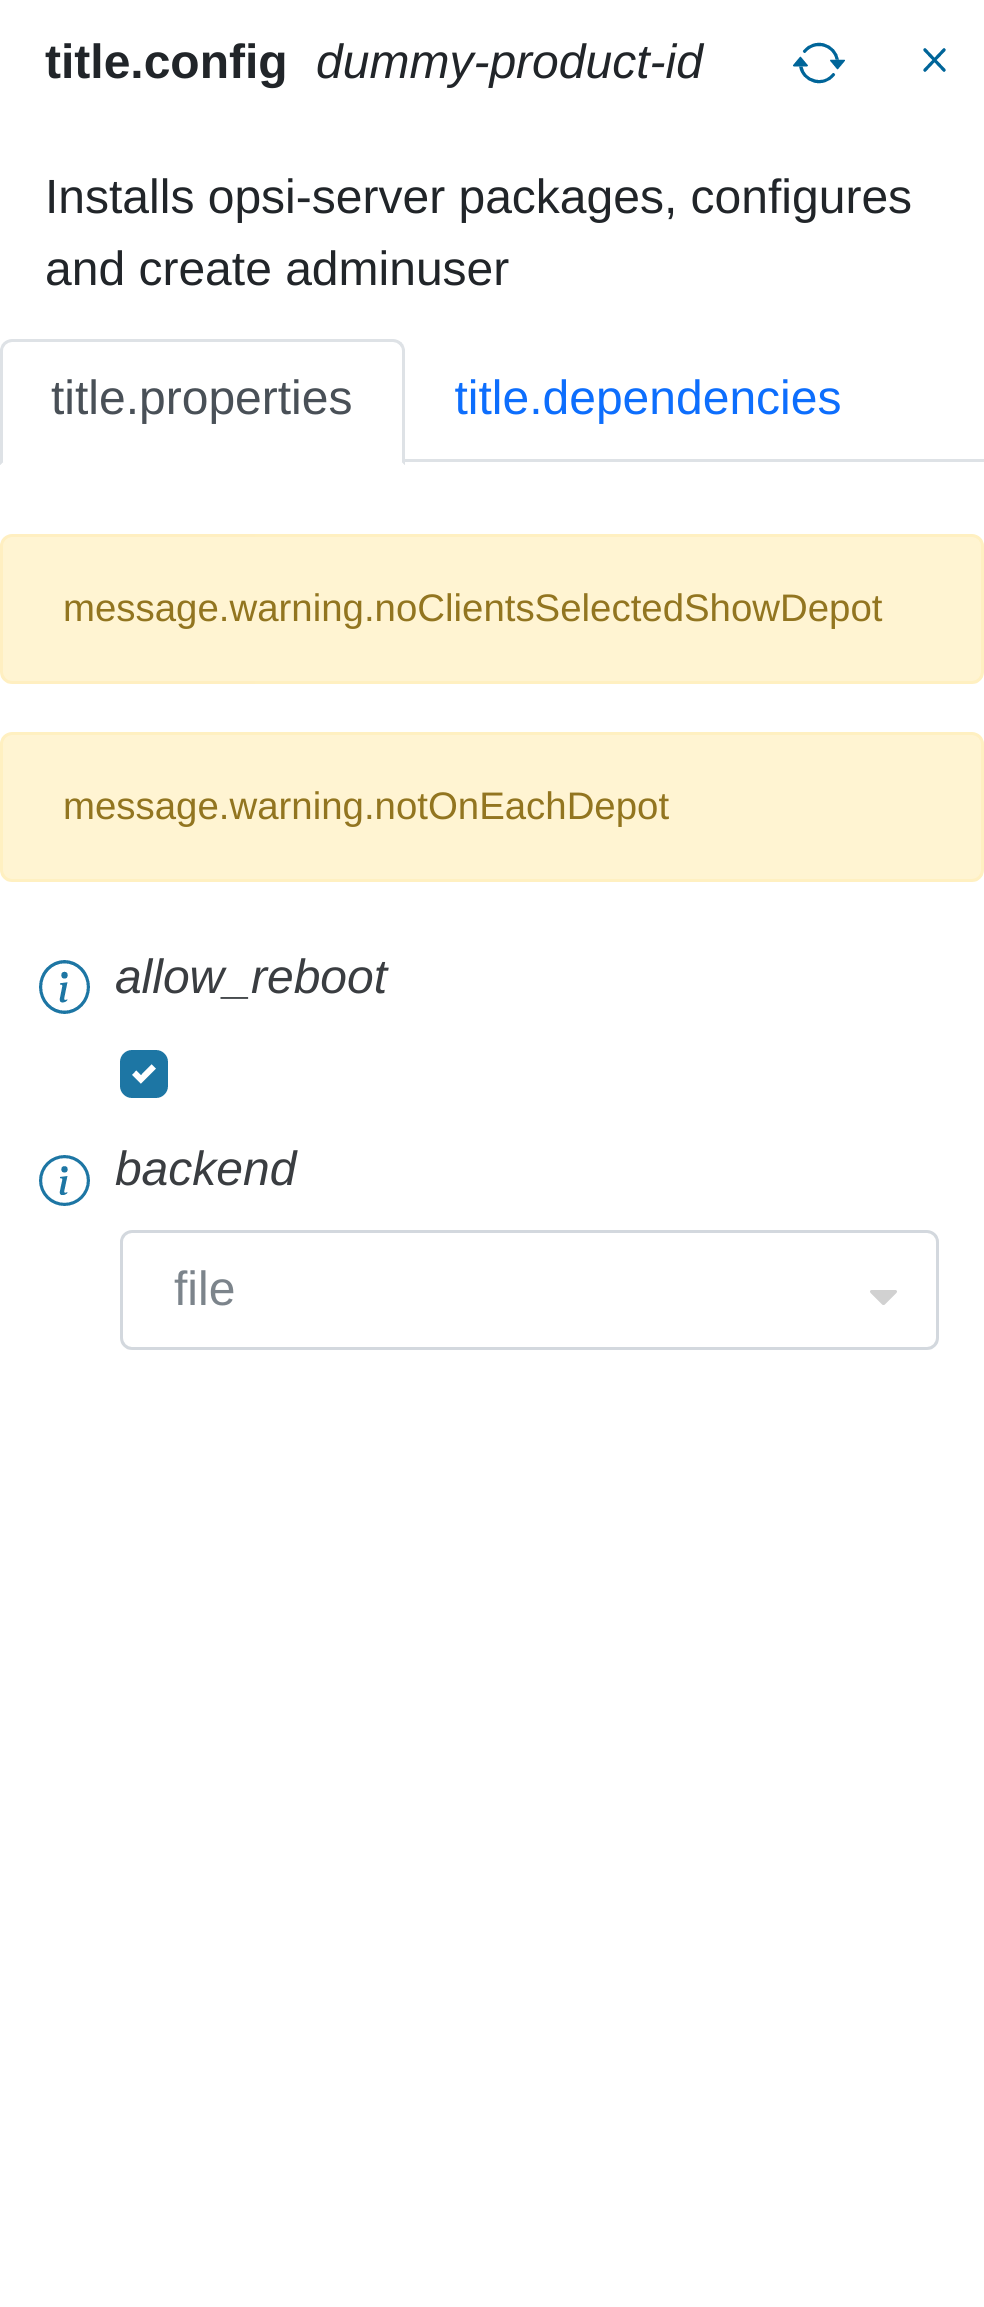 title.config dummy-product-id
Installs opsi-server packages, configures
and create adminuser
title.properties title.dependencies
message.warning.noClientsSelectedShowDepot
message.warning.notOnEachDepot
allow_reboot
backend
file